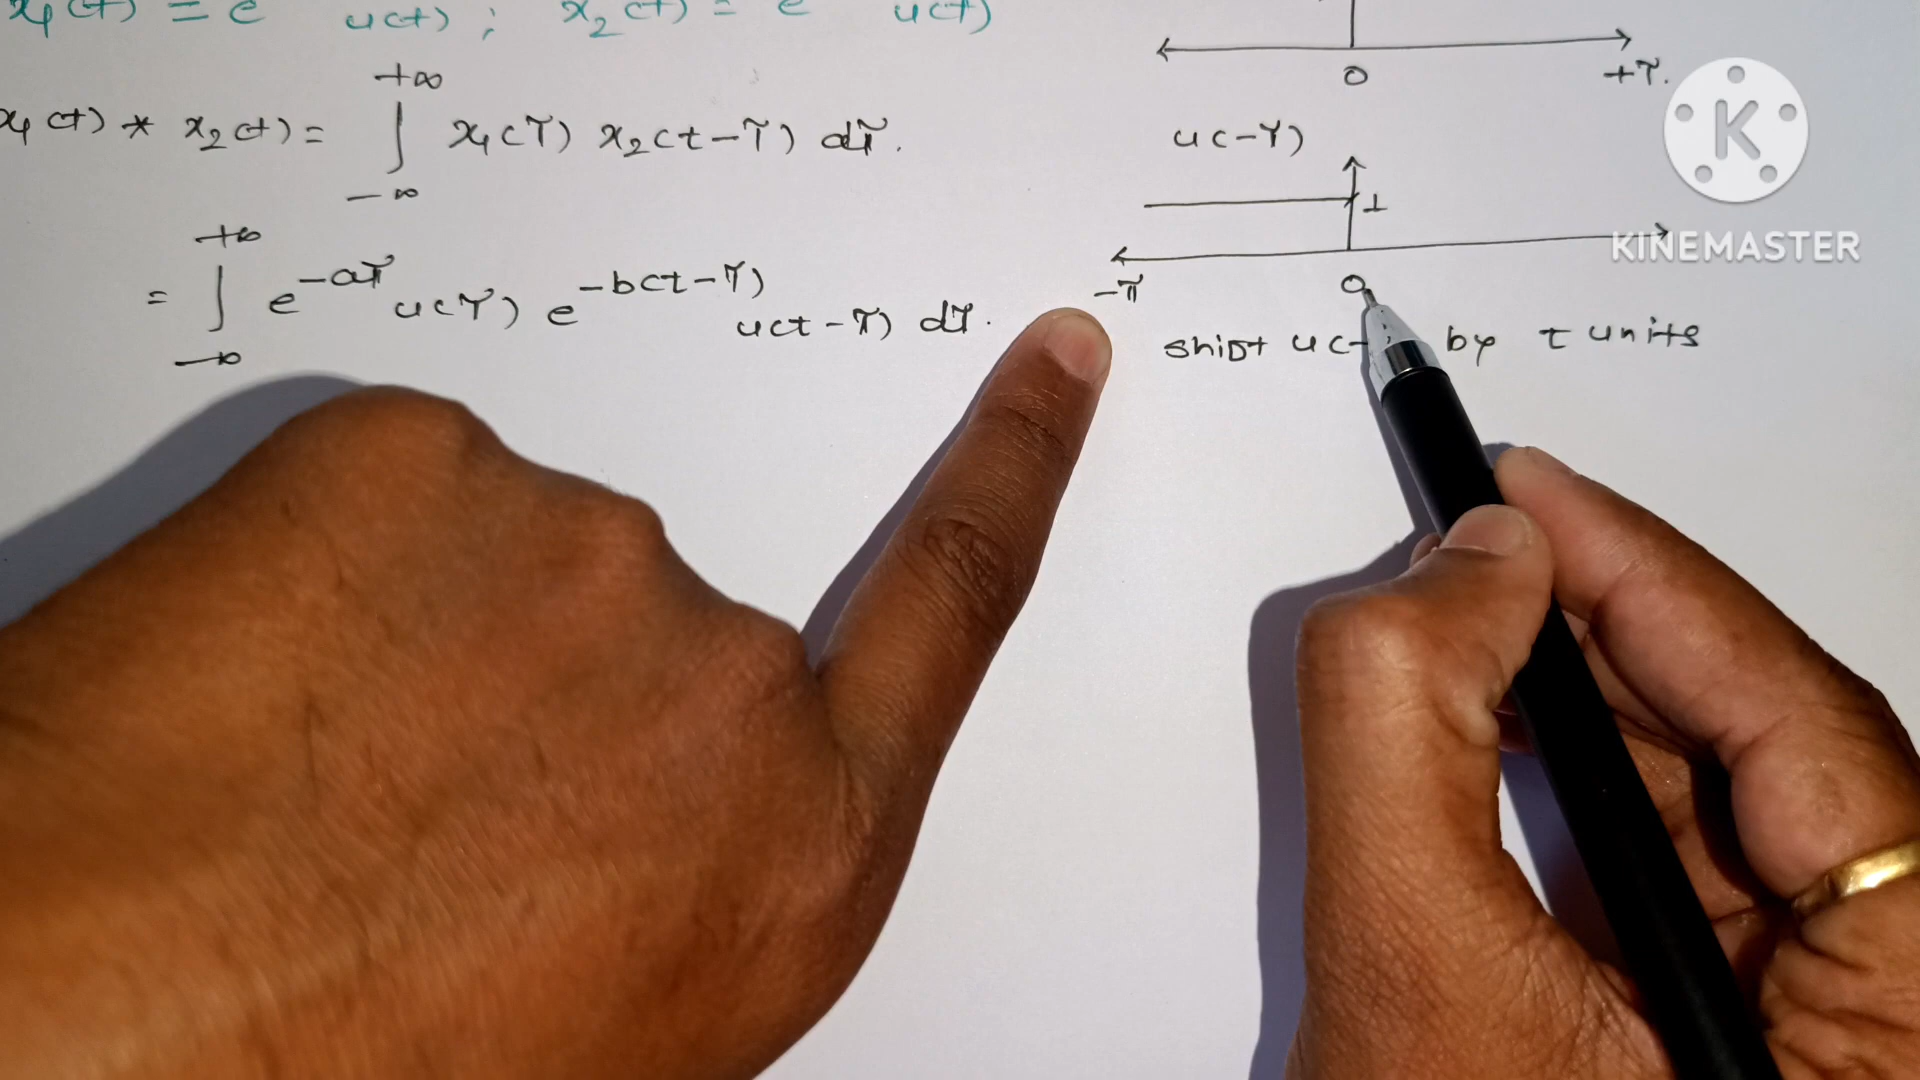 x₁(t) = e u(t) ; x₂(t) = e u(t)
x₁(t) * x₂(t) = ∫ x₁(τ) x₂(t-τ) dτ.
+∞
-∞
= ∫ e^-aτ u(τ) e^-b(t-τ) u(t-τ) dτ.
+∞
-∞
0
+τ.
u(-τ)
1
-τ
0
shift u(- by t units
K
KINEMASTER